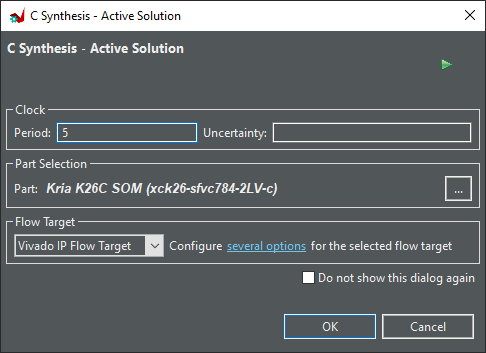 C Synthesis - Active Solution
C Synthesis - Active Solution
Clock
Period: 5 Uncertainty:
Part Selection
Part: Kria K26C SOM (xck26-sfvc784-2LV-c) ...
Flow Target
Vivado IP Flow Target Configure several options for the selected flow target
Do not show this dialog again
OK Cancel